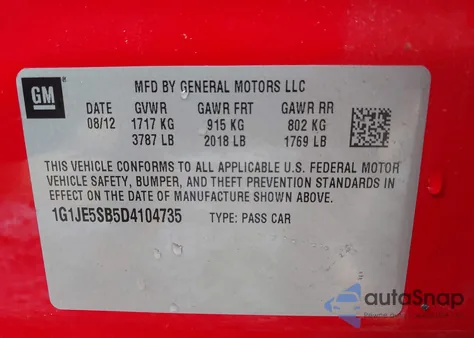 GM
MFD BY GENERAL MOTORS LLC
DATE GVWR GAWR FRT GAWR RR
08/12 1717 KG 915 KG 802 KG
3787 LB 2018 LB 1769 LB
THIS VEHICLE CONFORMS TO ALL APPLICABLE U.S. FEDERAL MOTOR
VEHICLE SAFETY, BUMPER, AND THEFT PREVENTION STANDARDS IN
EFFECT ON THE DATE OF MANUFACTURE SHOWN ABOVE.
1G1JE5SB5D4104735 TYPE: PASS CAR
autoSnap